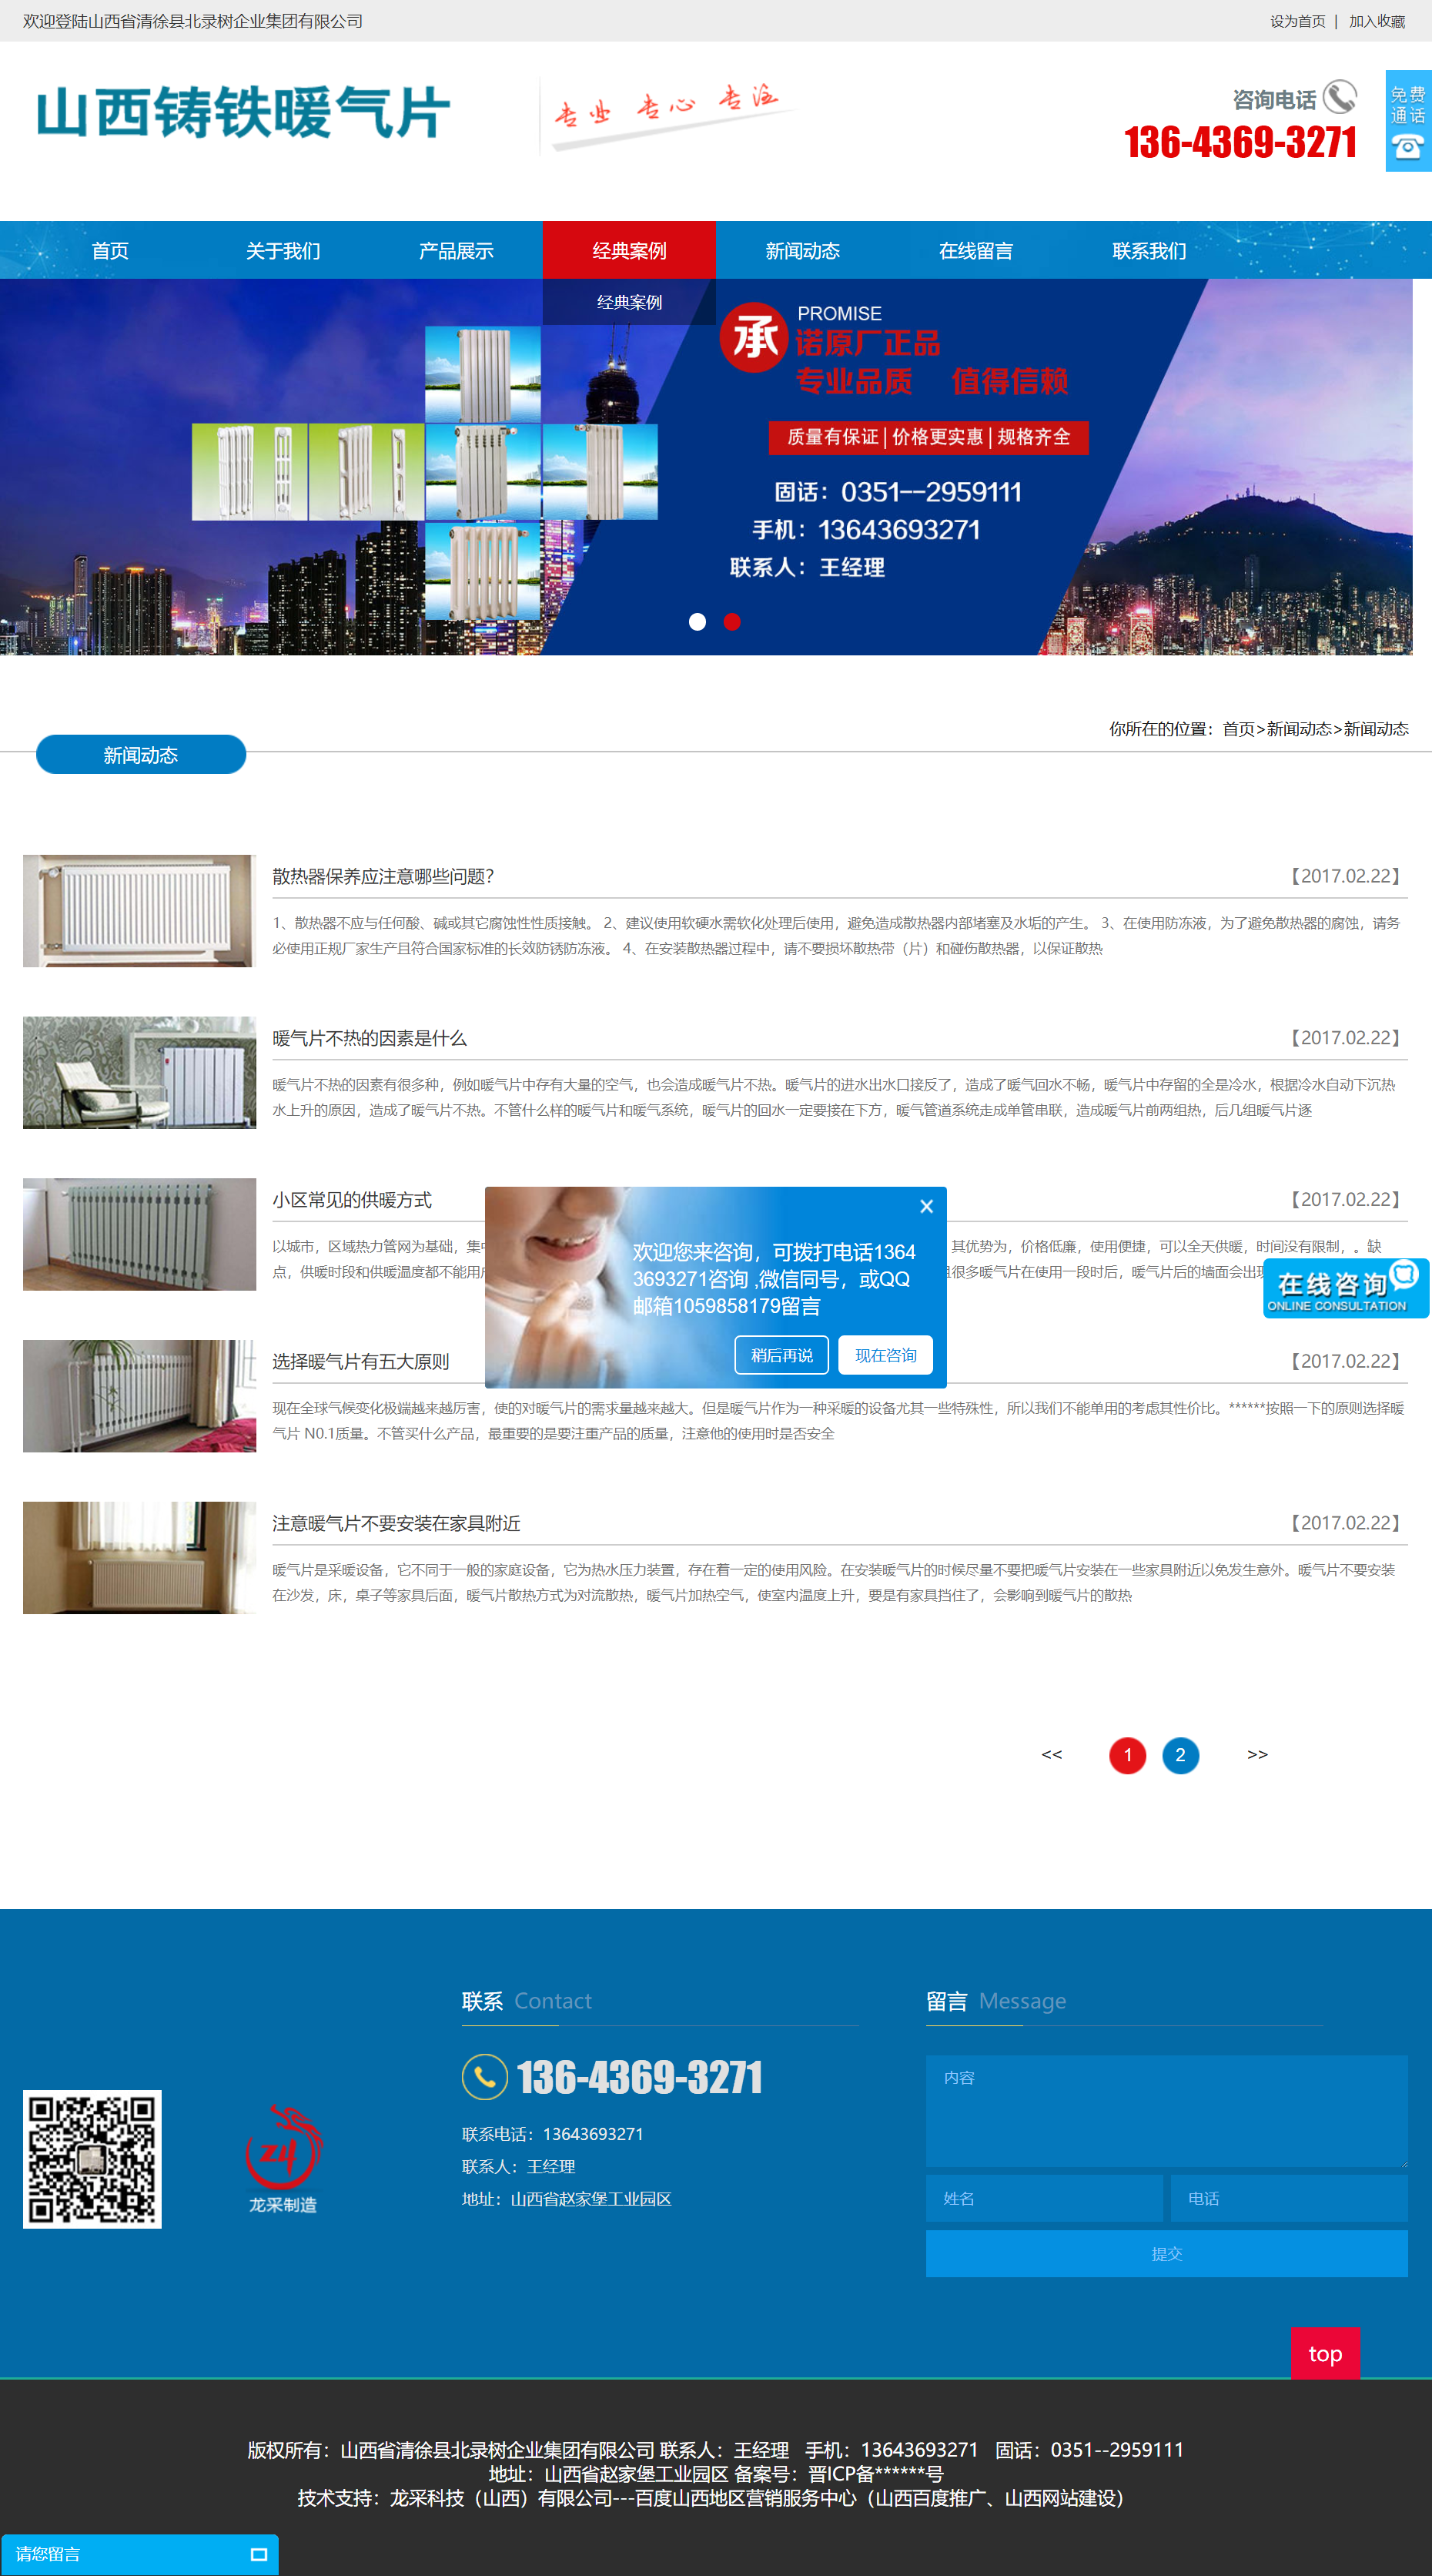 欢迎登陆山西省清徐县北录树企业集团有限公司
设为首页 | 加入收藏
山西铸铁暖气片
专业 专心 专注
咨询电话
136-4369-3271
免费
通话
首页 关于我们 产品展示 经典案例 新闻动态 在线留言 联系我们
经典案例
承 PROMISE
诺原厂正品
专业品质 值得信赖
质量有保证|价格更实惠|规格齐全
固话：0351--2959111
手机：13643693271
联系人：王经理
你所在的位置：首页>新闻动态>新闻动态
新闻动态
散热器保养应注意哪些问题？ 【2017.02.22】
1、散热器不应与任何酸、碱或其它腐蚀性性质接触。 2、建议使用软硬水需软化处理后使用，避免造成散热器内部堵塞及水垢的产生。 3、在使用防冻液，为了避免散热器的腐蚀，请务
必使用正规厂家生产且符合国家标准的长效防锈防冻液。 4、在安装散热器过程中，请不要损坏散热带（片）和碰伤散热器，以保证散热
暖气片不热的因素是什么 【2017.02.22】
暖气片不热的因素有很多种，例如暖气片中存有大量的空气，也会造成暖气片不热。暖气片的进水出水口接反了，造成了暖气回水不畅，暖气片中存留的全是冷水，根据冷水自动下沉热
水上升的原因，造成了暖气片不热。不管什么样的暖气片和暖气系统，暖气片的回水一定要接在下方，暖气管道系统走成单管串联，造成暖气片前两组热，后几组暖气片逐
小区常见的供暖方式 【2017.02.22】
以城市，区域热力管网为基础，集中 其优势为，价格低廉，使用便捷，可以全天供暖，时间没有限制，。缺
点，供暖时段和供暖温度都不能用户 且很多暖气片在使用一段时后，暖气片后的墙面会出现
欢迎您来咨询，可拨打电话1364
3693271咨询 ,微信同号，或QQ
邮箱1059858179留言
稍后再说 现在咨询
在线咨询
ONLINE CONSULTATION
选择暖气片有五大原则 【2017.02.22】
现在全球气候变化极端越来越厉害，使的对暖气片的需求量越来越大。但是暖气片作为一种采暖的设备尤其一些特殊性，所以我们不能单用的考虑其性价比。******按照一下的原则选择暖
气片 N0.1质量。不管买什么产品，最重要的是要注重产品的质量，注意他的使用时是否安全
注意暖气片不要安装在家具附近 【2017.02.22】
暖气片是采暖设备，它不同于一般的家庭设备，它为热水压力装置，存在着一定的使用风险。在安装暖气片的时候尽量不要把暖气片安装在一些家具附近以免发生意外。暖气片不要安装
在沙发，床，桌子等家具后面，暖气片散热方式为对流散热，暖气片加热空气，使室内温度上升，要是有家具挡住了，会影响到暖气片的散热
<< 1 2 >>
联系 Contact
136-4369-3271
联系电话：13643693271
联系人：王经理
地址：山西省赵家堡工业园区
龙采制造
留言 Message
内容
姓名 电话
提交
top
版权所有：山西省清徐县北录树企业集团有限公司 联系人：王经理 手机：13643693271 固话：0351--2959111
地址：山西省赵家堡工业园区 备案号：晋ICP备******号
技术支持：龙采科技（山西）有限公司---百度山西地区营销服务中心（山西百度推广、山西网站建设）
请您留言